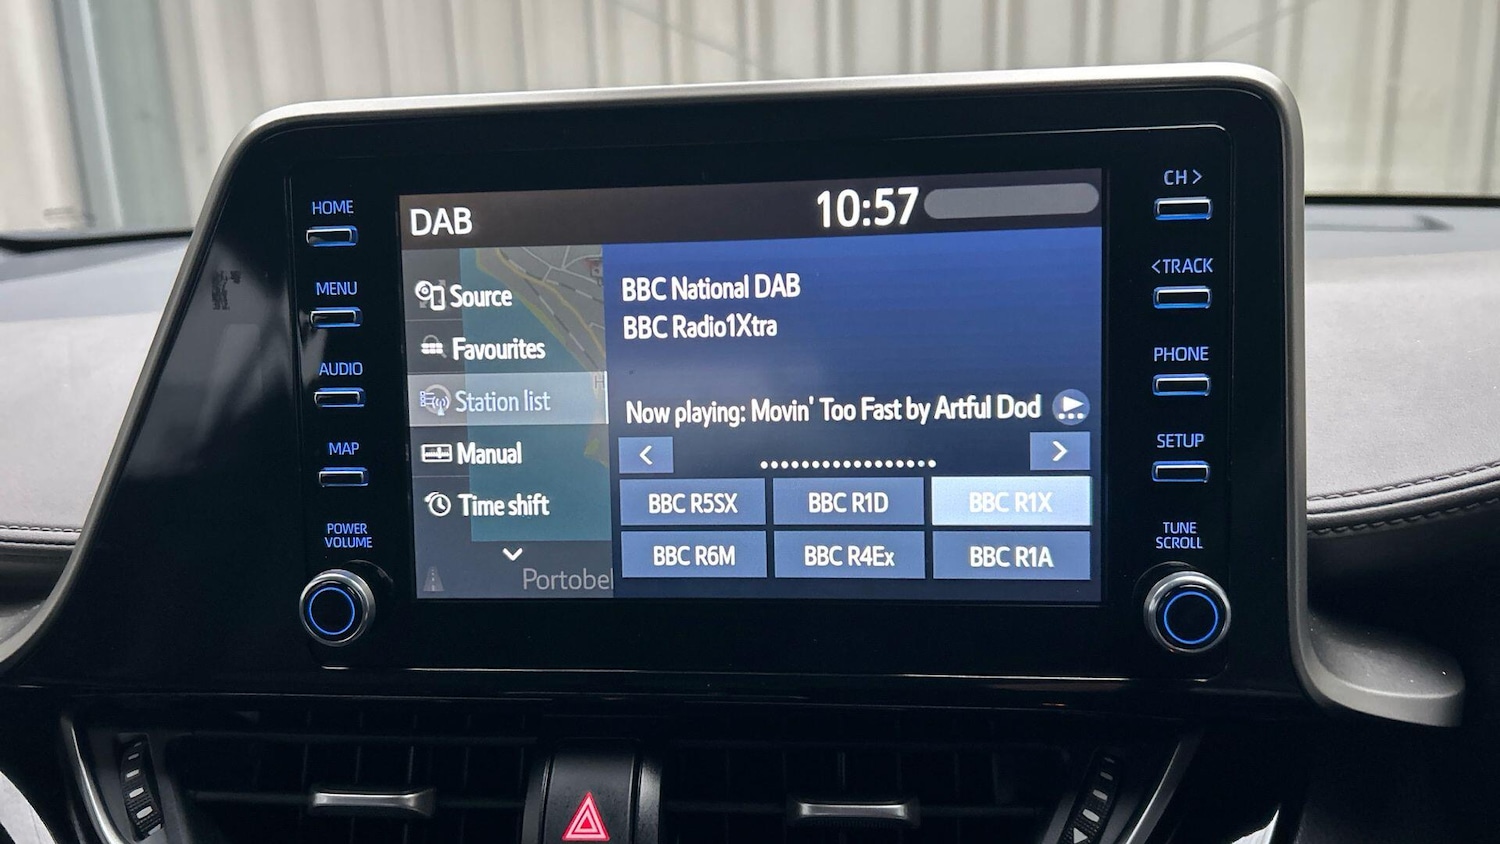 HOME
MENU
AUDIO
MAP
POWER
VOLUME
DAB
10:57
Source
Favourites
Station list
Manual
Time shift
Portobel
BBC National DAB
BBC Radio1Xtra
Now playing: Movin' Too Fast by Artful Dod
<
>
BBC R5SX
BBC R1D
BBC R1X
BBC R6M
BBC R4Ex
BBC R1A
CH >
<TRACK
PHONE
SETUP
TUNE
SCROLL